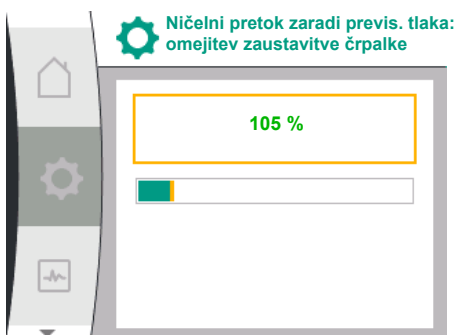 Ničelni pretok zaradi previs. tlaka:
omejitev zaustavitve črpalke
105 %